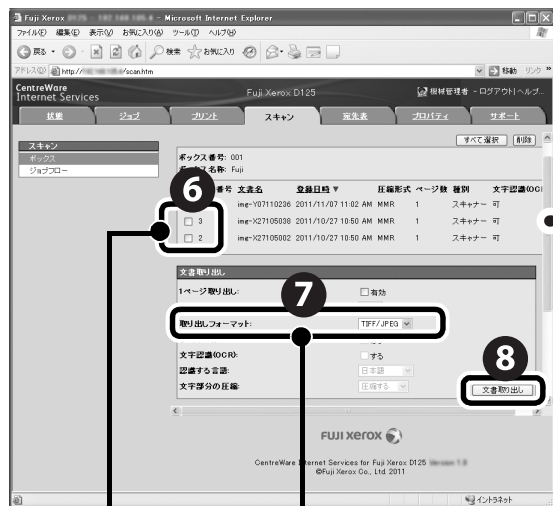 Fuji Xerox - Microsoft Internet Explorer
ファイル(F) 編集(E) 表示(V) お気に入り(A) ツール(T) ヘルプ(H)
戻る 検索 お気に入り
アドレス(D) http:// /scan.htm 移動 リンク »
CentreWare
Internet Services
Fuji Xerox D125
機械管理者 - ログアウト|ヘルプ...
状態 ジョブ プリント スキャン 宛先表 プロパティ サポート
スキャン
ボックス
ジョブフロー
すべて選択 削除
ボックス番号: 001
ボックス名称: Fuji
番号 文書名 登録日時 ▼ 圧縮形式 ページ数 種別 文字認識(OCR
img-Y07110236 2011/11/07 11:02 AM MMR 1 スキャナー 可
3 img-X27105038 2011/10/27 10:50 AM MMR 1 スキャナー 可
2 img-X27105002 2011/10/27 10:50 AM MMR 1 スキャナー 可
6
文書取り出し
1ページ取り出し: 有効
7
取り出しフォーマット: TIFF/JPEG
文字認識(OCR): する
認識する言語: 日本語
文字部分の圧縮: 圧縮する
8
文書取り出し
FUJI XEROX
CentreWare Internet Services for Fuji Xerox D125
©Fuji Xerox Co., Ltd. 2011
イントラネット